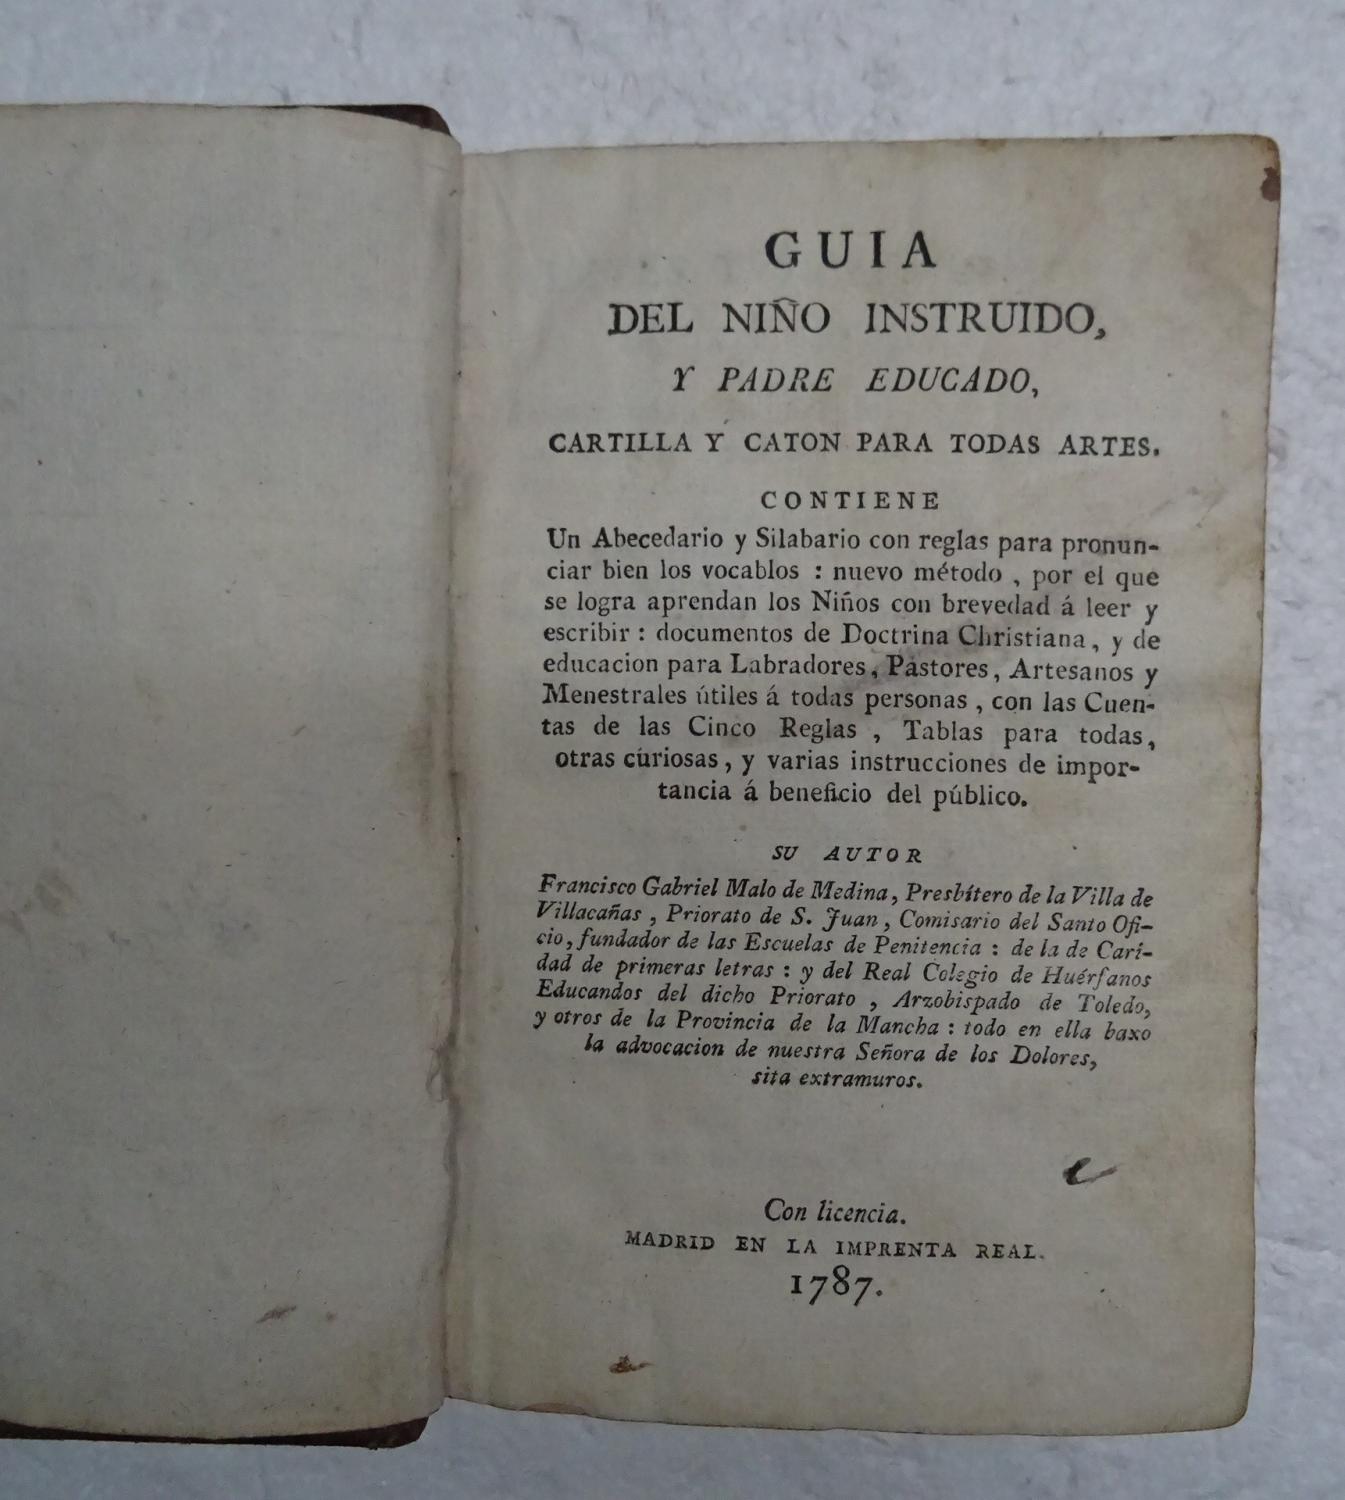 GUIA
DEL NIÑO INSTRUIDO,
Y PADRE EDUCADO,
CARTILLA Y CATON PARA TODAS ARTES.
CONTIENE
Un Abecedario y Silabario con reglas para pronun-
ciar bien los vocablos : nuevo método , por el que
se logra aprendan los Niños con brevedad á leer y
escribir : documentos de Doctrina Christiana, y de
educacion para Labradores, Pastores, Artesanos y
Menestrales útiles á todas personas , con las Cuen-
tas de las Cinco Reglas , Tablas para todas,
otras curiosas, y varias instrucciones de impor-
tancia á beneficio del público.
SU AUTOR
Francisco Gabriel Malo de Medina, Presbítero de la Villa de
Villacañas , Priorato de S. Juan, Comisario del Santo Ofi-
cio, fundador de las Escuelas de Penitencia : de la de Cari-
dad de primeras letras : y del Real Colegio de Huérfanos
Educandos del dicho Priorato , Arzobispado de Toledo,
y otros de la Provincia de la Mancha : todo en ella baxo
la advocacion de nuestra Señora de los Dolores,
sita extramuros.
Con licencia.
MADRID EN LA IMPRENTA REAL.
1787.